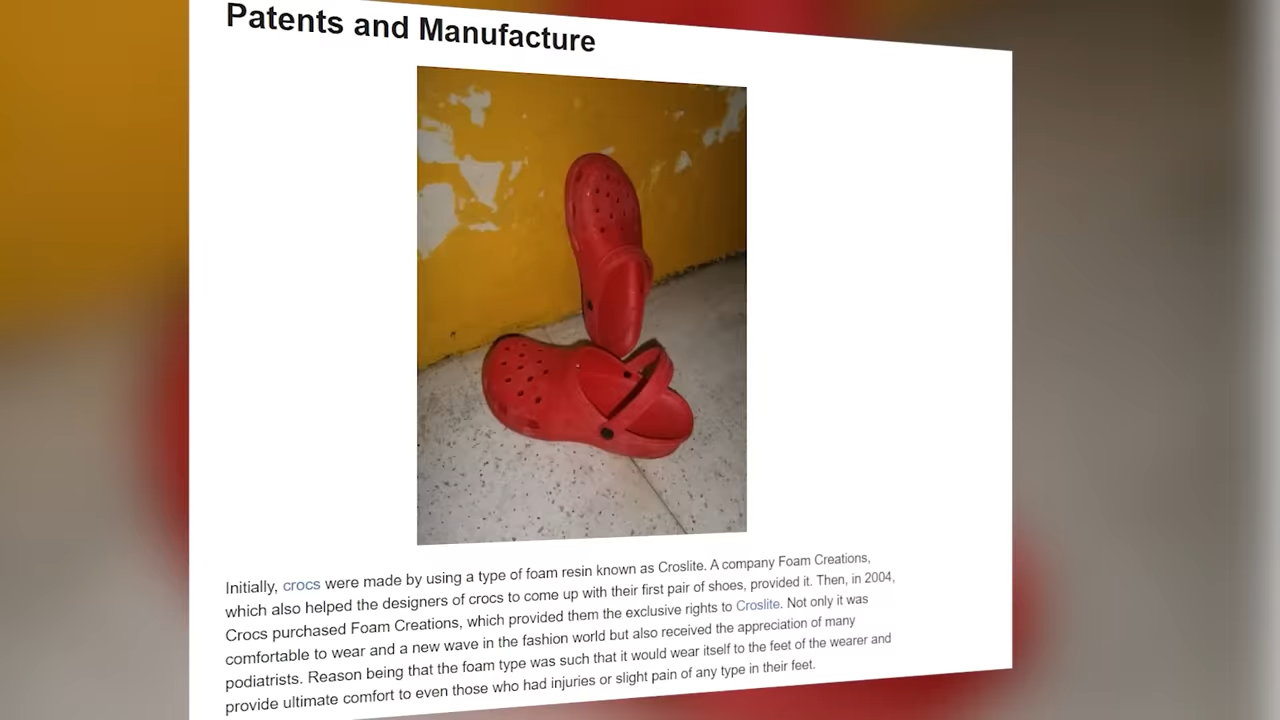 Patents and Manufacture
Initially, crocs were made by using a type of foam resin known as Croslite. A company Foam Creations,
which also helped the designers of crocs to come up with their first pair of shoes, provided it. Then, in 2004,
Crocs purchased Foam Creations, which provided them the exclusive rights to Croslite. Not only it was
comfortable to wear and a new wave in the fashion world but also received the appreciation of many
podiatrists. Reason being that the foam type was such that it would wear itself to the feet of the wearer and
provide ultimate comfort to even those who had injuries or slight pain of any type in their feet.